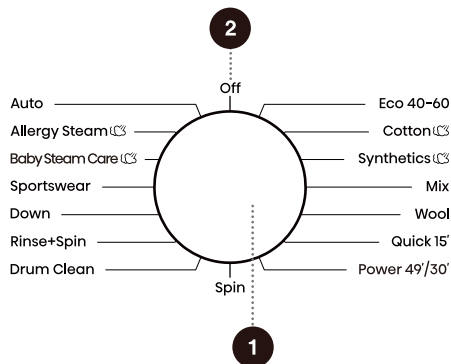 2
Off
Auto
Eco 40-60
Allergy Steam
Cotton
Baby Steam Care
Synthetics
Sportswear
Mix
Down
Wool
Rinse+Spin
Quick 15'
Drum Clean
Power 49'/30'
Spin
1